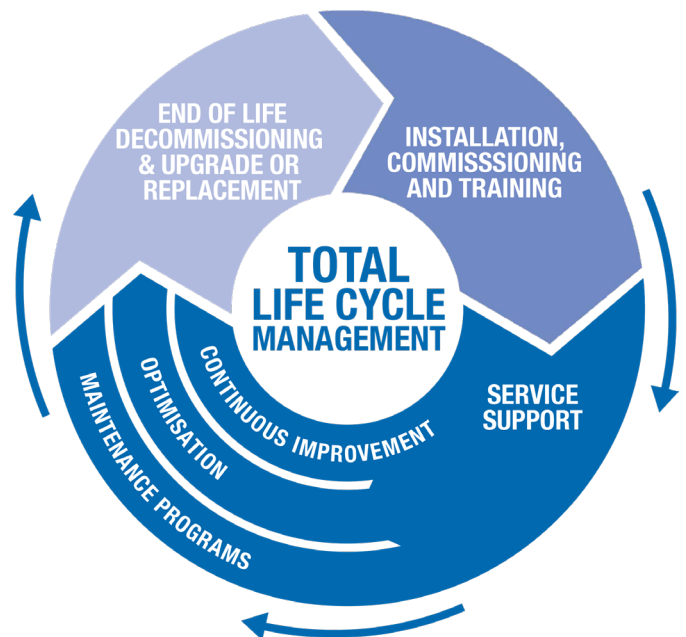 END OF LIFE
DECOMMISSIONING
& UPGRADE OR
REPLACEMENT
INSTALLATION,
COMMISSSIONING
AND TRAINING
TOTAL
LIFE CYCLE
MANAGEMENT
SERVICE
SUPPORT
CONTINUOUS IMPROVEMENT
OPTIMISATION
MAINTENANCE PROGRAMS